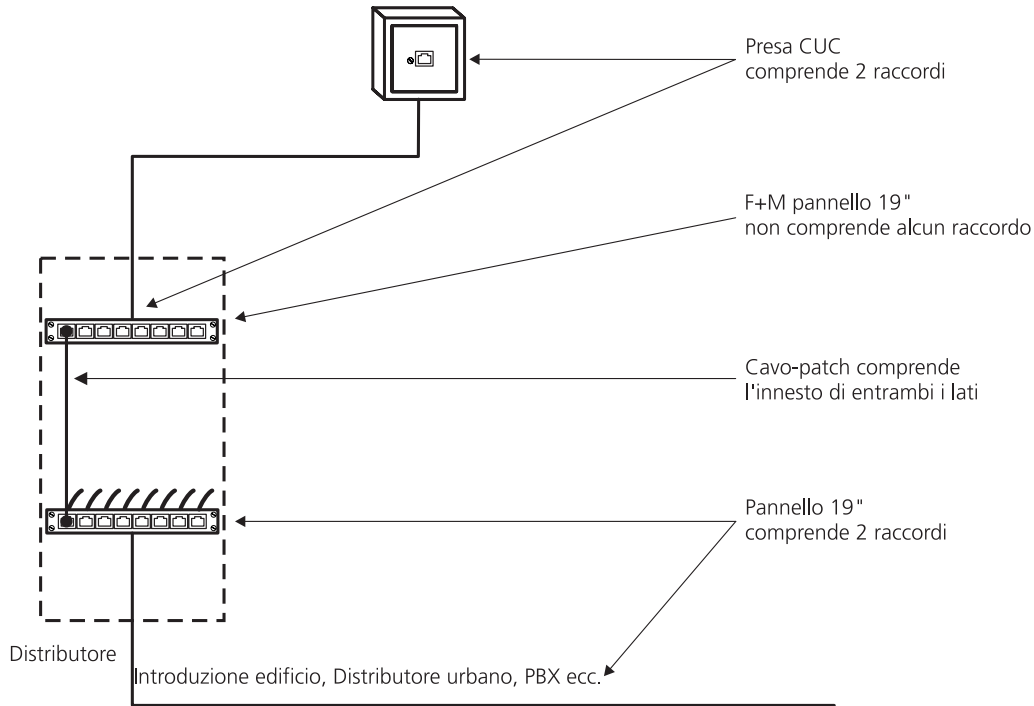 Presa CUC
comprende 2 raccordi
F+M pannello 19"
non comprende alcun raccordo
Cavo-patch comprende
l'innesto di entrambi i lati
Pannello 19"
comprende 2 raccordi
Distributore
Introduzione edificio, Distributore urbano, PBX ecc.